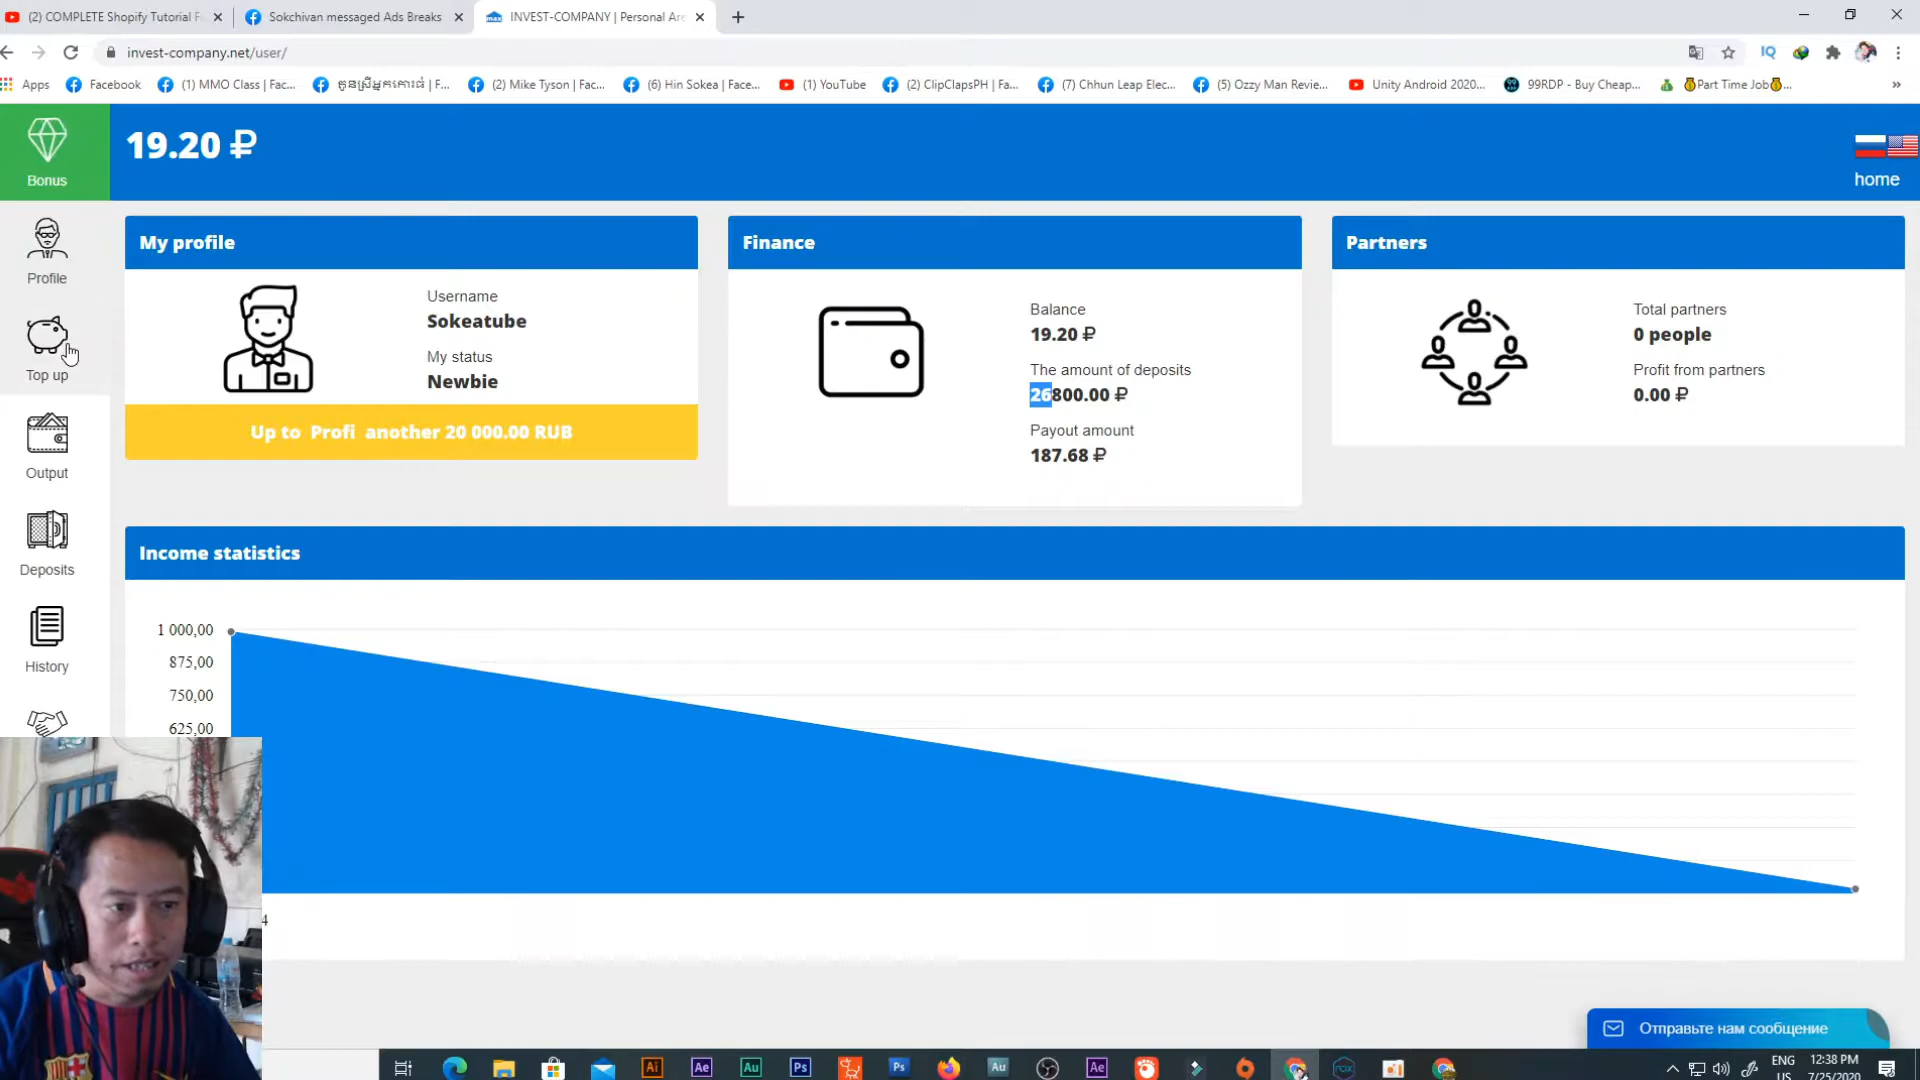 (2) COMPLETE Shopify Tutorial F
Sokchivan messaged Ads Breaks
INVEST-COMPANY | Personal Are
invest-company.net/user/
Apps
Facebook
(1) MMO Class | Fac...
(2) Mike Tyson | Fac...
(6) Hin Sokea | Face...
(1) YouTube
(2) ClipClapsPH | Fa...
(7) Chhun Leap Elec...
(5) Ozzy Man Revie...
Unity Android 2020...
99RDP - Buy Cheap...
Part Time Job
Bonus
19.20 ₽
home
Profile
Top up
Output
Deposits
History
My profile
Username
Sokeatube
My status
Newbie
Up to Profi another 20 000.00 RUB
Finance
Balance
19.20 ₽
The amount of deposits
26800.00 ₽
Payout amount
187.68 ₽
Partners
Total partners
0 people
Profit from partners
0.00 ₽
Income statistics
1 000,00
875,00
750,00
625,00
4
Отправьте нам сообщение
ENG
US
12:38 PM
7/25/2020